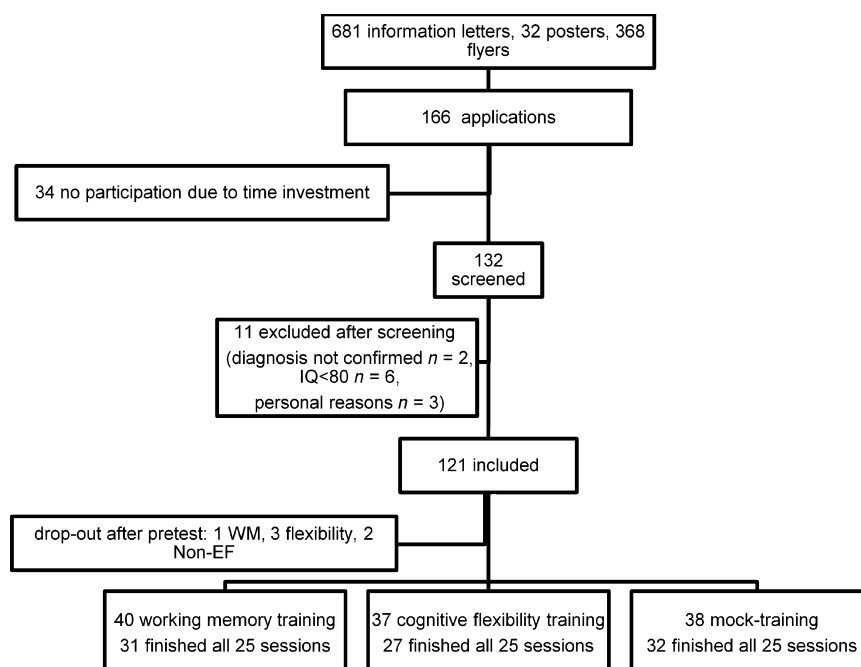 681 information letters, 32 posters, 368
flyers
166 applications
34 no participation due to time investment
132
screened
11 excluded after screening
(diagnosis not confirmed n = 2,
IQ<80 n = 6,
personal reasons n = 3)
121 included
drop-out after pretest: 1 WM, 3 flexibility, 2
Non-EF
40 working memory training
31 finished all 25 sessions
37 cognitive flexibility training
27 finished all 25 sessions
38 mock-training
32 finished all 25 sessions